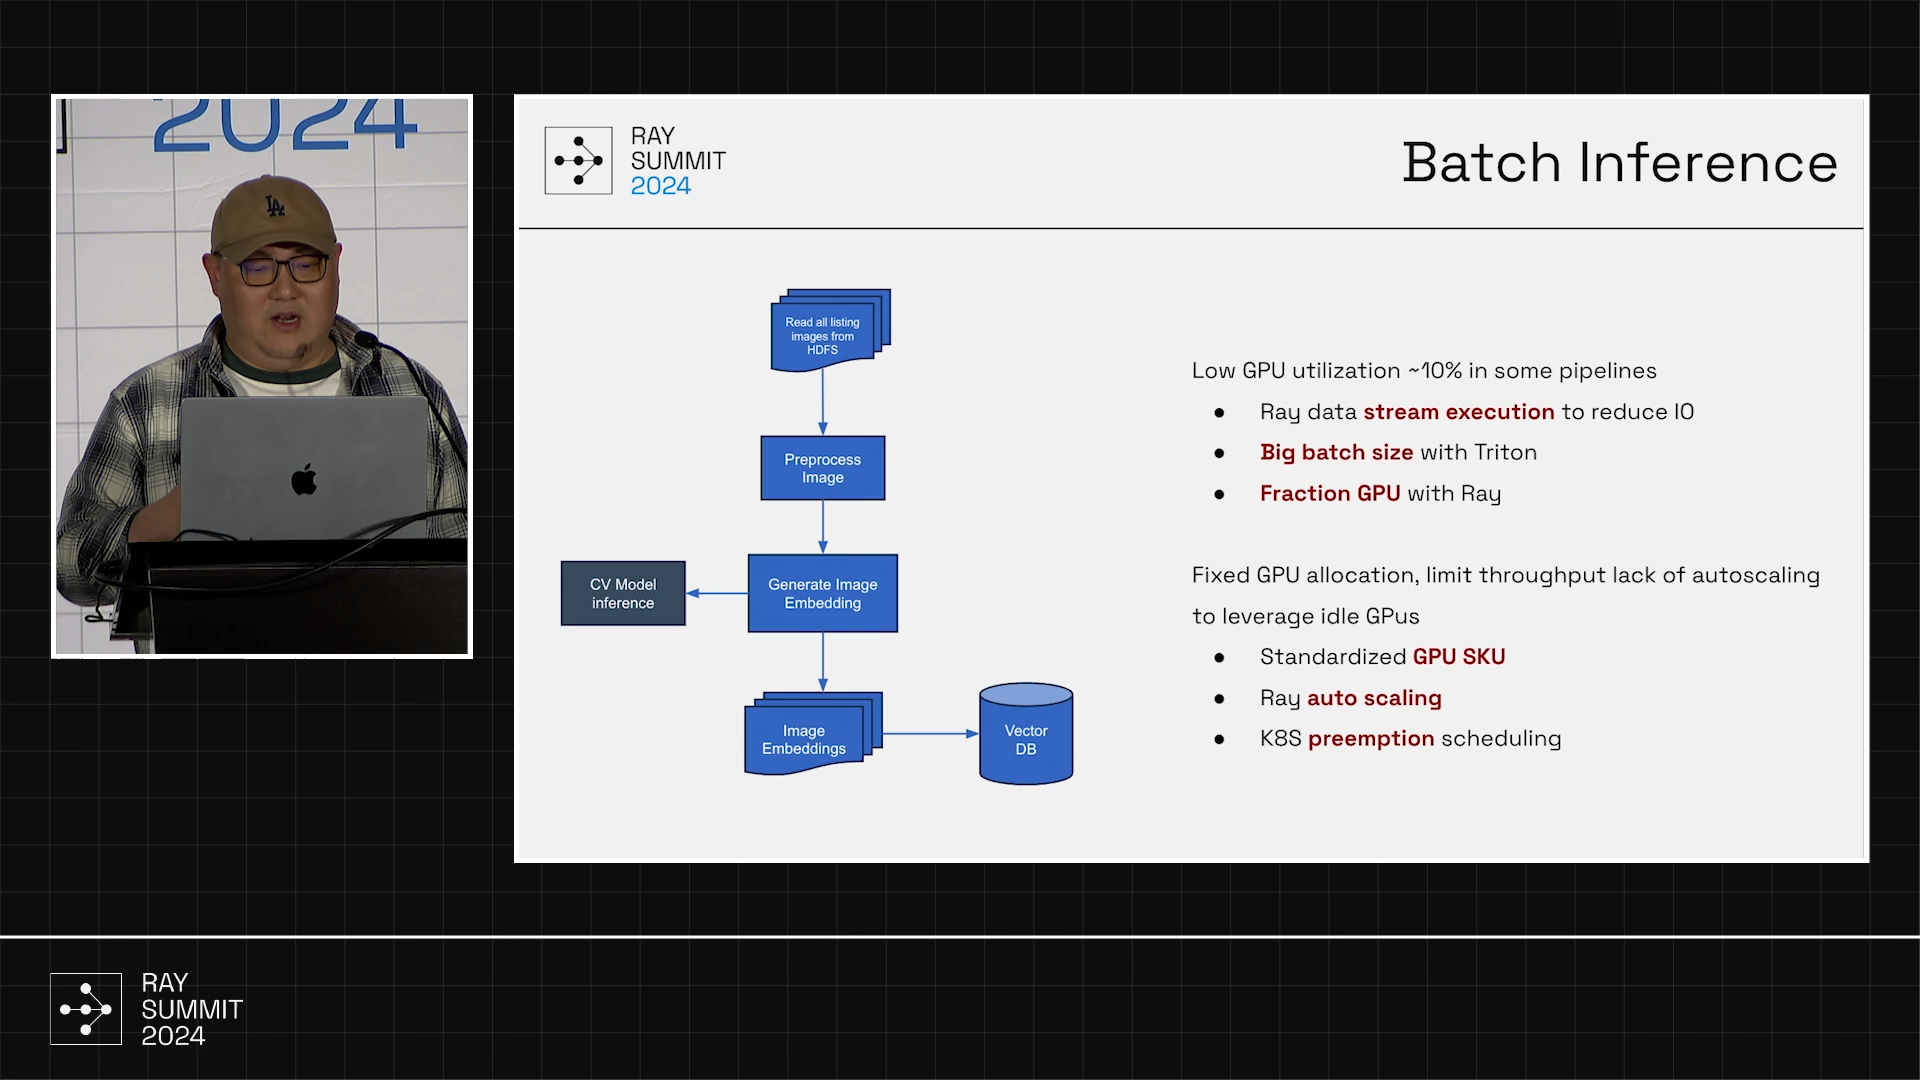 2024
LA
RAY
SUMMIT
2024
Batch Inference
Read all listing
images from
HDFS
Preprocess
Image
CV Model
inference
Generate Image
Embedding
Image
Embeddings
Vector
DB
Low GPU utilization ~10% in some pipelines
● Ray data stream execution to reduce IO
● Big batch size with Triton
● Fraction GPU with Ray
Fixed GPU allocation, limit throughput lack of autoscaling
to leverage idle GPus
● Standardized GPU SKU
● Ray auto scaling
● K8S preemption scheduling
RAY
SUMMIT
2024